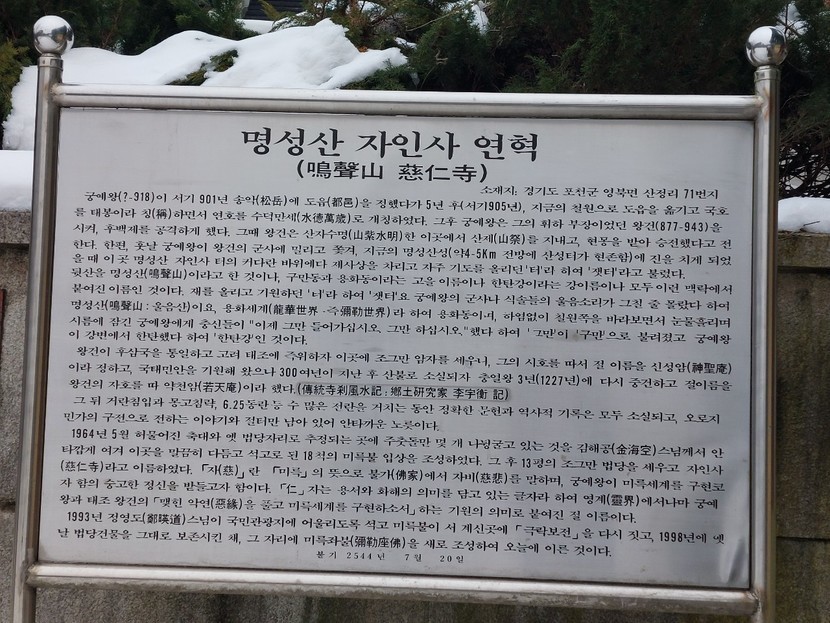 명성산 자인사 연혁
(鳴聲山 慈仁寺)
소재지: 경기도 포천군 영북면 산정리 71번지
궁예왕(?-918)이 서기 901년 송악(松岳)에 도읍(都邑)을 정했다가 5년 후(서기905년), 지금의 철원으로 도읍을 옮기고 국호
를 태봉이라 칭(稱)하면서 연호를 수덕만세(水德萬歲)로 개칭하였다. 그후 궁예왕은 그의 휘하 부장이었던 왕건(877-943)을
시켜, 후백제를 공격하게 했다. 그때 왕건은 산자수명(山紫水明)한 이곳에서 산제(山祭)를 지내고, 현몽을 받아 승전했다고 전
한다. 한편, 훗날 궁예왕이 왕건의 군사에 밀리고 쫓겨, 지금의 명성산성(약4-5Km 전방에 산성터가 현존함)에 진을 치게 되었
을 때 이 곳 명성산 자인사 터의 커다란 바위에다 제사상을 차리고 자주 기도를 올리던'터'라 하여 '잿터'라고 불렀다.
뒷산을 명성산(鳴聲山)이라고 한 것이나, 구만동과 용화동이라는 고을 이름이나 한탄강이라는 강이름이나 모두 이런 맥락에서
붙여진 이름인 것이다. 재를 올리고 기원하던 '터'라 하여 '잿터'요 궁예왕의 군사나 식솔들의 울음소리가 그칠 줄 몰랐다 하여
명성산(鳴聲山:울음산)이요, 용화세계(龍華世界 -즉彌勒世界)라 하여 용화동이며, 하염없이 철원쪽을 바라보면서 눈물흘리며
시름에 잠긴 궁예왕에게 충신들이 "이제 그만 들어가십시오, 그만 하십시오,"했다 하여 '그만'이 '구만'으로 불려졌고 궁예왕
이 강변에서 한탄했다 하여 '한탄강'인 것이다.
왕건이 후삼국을 통일하고 고려 태조에 즉위하자 이곳에 조그만 암자를 세우니, 그의 시호를 따서 절 이름을 신성암(神聖庵)
이라 정하고, 국태민안을 기원해 왔으나 300여년이 지난 후 산불로 소실되자 충일왕 3년(1227년)에 다시 중건하고 절이름을
왕건의 자호를 따 약천암(若天庵)이라 했다.(傳統寺刹風水記:鄕土硏究家 李宇衡 記)
그 뒤 거란침입과 몽고침략, 6.25동란 등 수 많은 전란을 거치는 동안 정확한 문헌과 역사적 기록은 모두 소실되고, 오로지
민가의 구전으로 전하는 이야기와 절터만 남아 있어 안타까운 노릇이다.
1964년 5월 허물어진 축대와 옛 법당자리로 추정되는 곳에 주춧돌만 몇 개 나뒹굴고 있는 것을 김해공(金海空)스님께서 안
타깝게 여겨 이곳을 말끔히 다듬고 석고로 된 18척의 미륵불 입상을 조성하였다. 그 후 13평의 조그만 법당을 세우고 자인사
(慈仁寺)라고 이름하였다. 「자(慈)」란 「미륵」의 뜻으로 불가(佛家)에서 자비(慈悲)를 말하며, 궁예왕이 미륵세계를 구현코
자 함의 숭고한 정신을 받들고자 함이다. 「仁」자는 용서와 화해의 의미를 담고 있는 글자라 하여 영계(靈界)에서나마 궁예
왕과 태조 왕건의 「맺힌 악연(惡緣)을 풀고 미륵세계를 구현하소서」하는 기원의 의미로 붙여진 절 이름이다.
1993년 정영도(鄭暎道)스님이 국민관광지에 어울리도록 석고 미륵불이 서 계신곳에 「극락보전」을 다시 짓고, 1998년에 옛
날 법당건물을 그대로 보존시킨 채, 그 자리에 미륵좌불(彌勒座佛)을 새로 조성하여 오늘에 이른 것이다.
불기 2544년 7월 20일